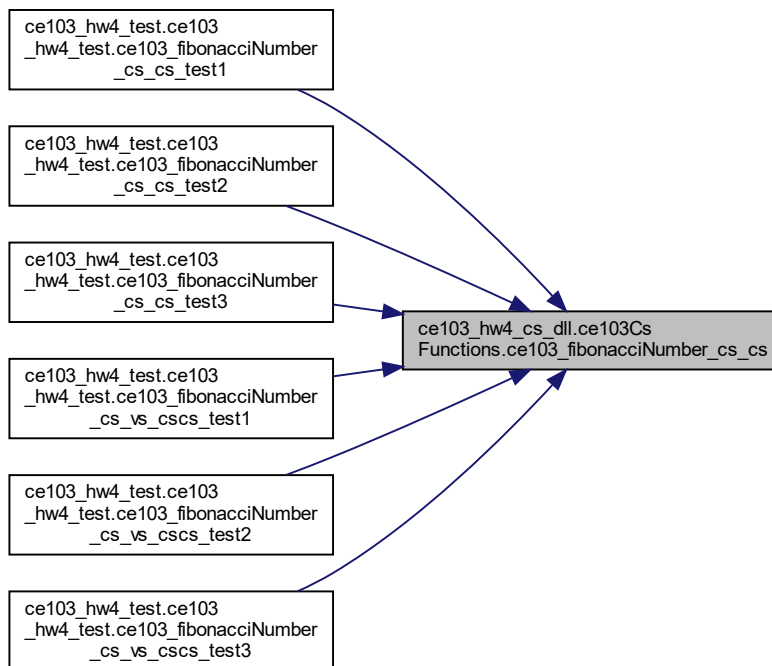 ce103_hw4_test.ce103
_hw4_test.ce103_fibonacciNumber
_cs_cs_test1
ce103_hw4_test.ce103
_hw4_test.ce103_fibonacciNumber
_cs_cs_test2
ce103_hw4_test.ce103
_hw4_test.ce103_fibonacciNumber
_cs_cs_test3
ce103_hw4_cs_dll.ce103Cs
Functions.ce103_fibonacciNumber_cs_cs
ce103_hw4_test.ce103
_hw4_test.ce103_fibonacciNumber
_cs_vs_cscs_test1
ce103_hw4_test.ce103
_hw4_test.ce103_fibonacciNumber
_cs_vs_cscs_test2
ce103_hw4_test.ce103
_hw4_test.ce103_fibonacciNumber
_cs_vs_cscs_test3